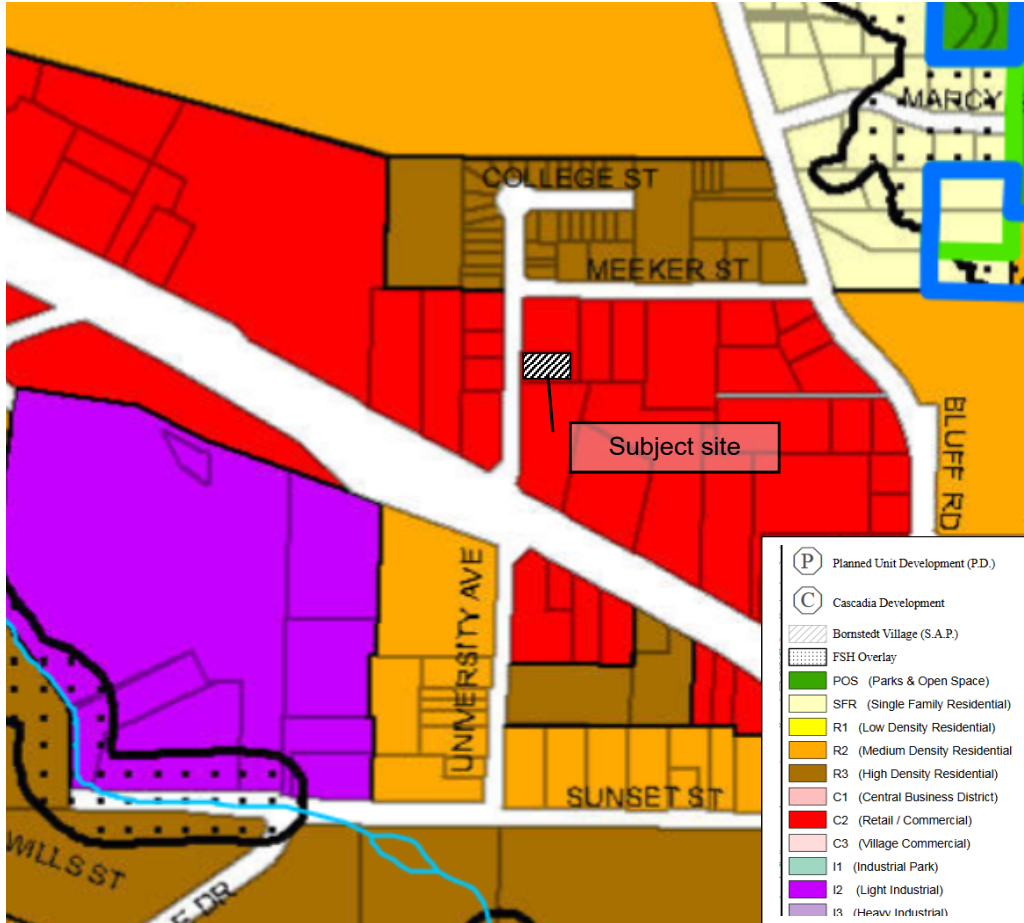 MARCY
COLLEGE ST
MEEKER ST
Subject site
BLUFF RD
UNIVERSITY AVE
SUNSET ST
WILLS ST
E DR
P Planned Unit Development (P.D.)
C Cascadia Development
Bornstedt Village (S.A.P.)
FSH Overlay
POS (Parks & Open Space)
SFR (Single Family Residential)
R1 (Low Density Residential)
R2 (Medium Density Residential
R3 (High Density Residential)
C1 (Central Business District)
C2 (Retail / Commercial)
C3 (Village Commercial)
I1 (Industrial Park)
I2 (Light Industrial)
I3 (Heavy Industrial)